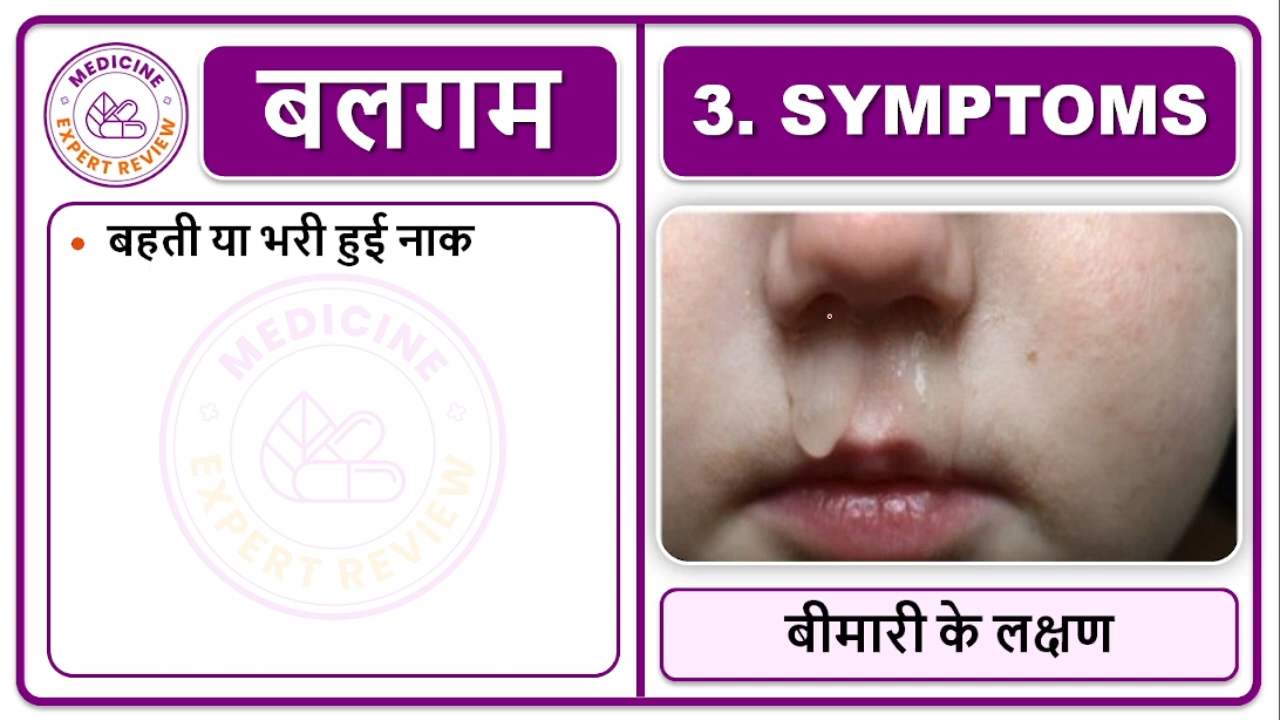 MEDICINE
EXPERT REVIEW
बलगम
3. SYMPTOMS
• बहती या भरी हुई नाक
MEDICINE
EXPERT REVIEW
बीमारी के लक्षण